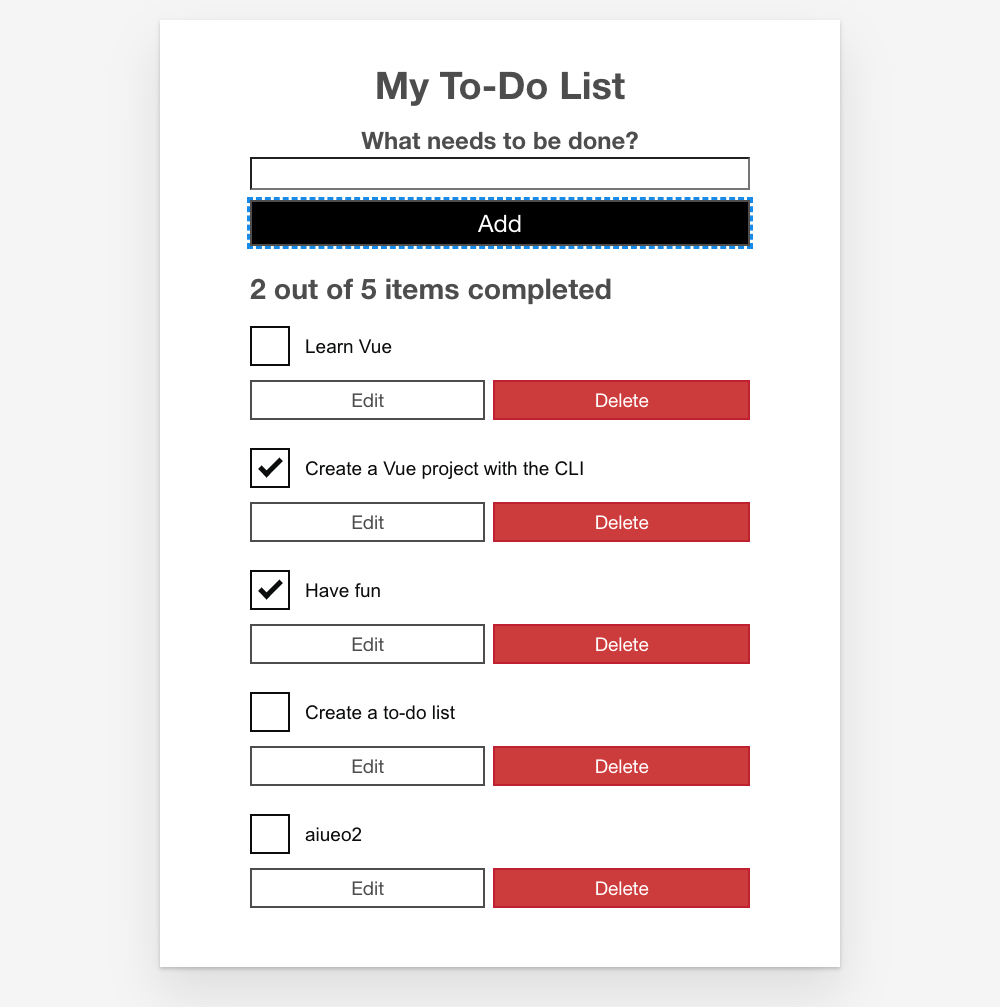 My To-Do List
What needs to be done?
Add
2 out of 5 items completed
Learn Vue
Edit Delete
Create a Vue project with the CLI
Edit Delete
Have fun
Edit Delete
Create a to-do list
Edit Delete
aiueo2
Edit Delete